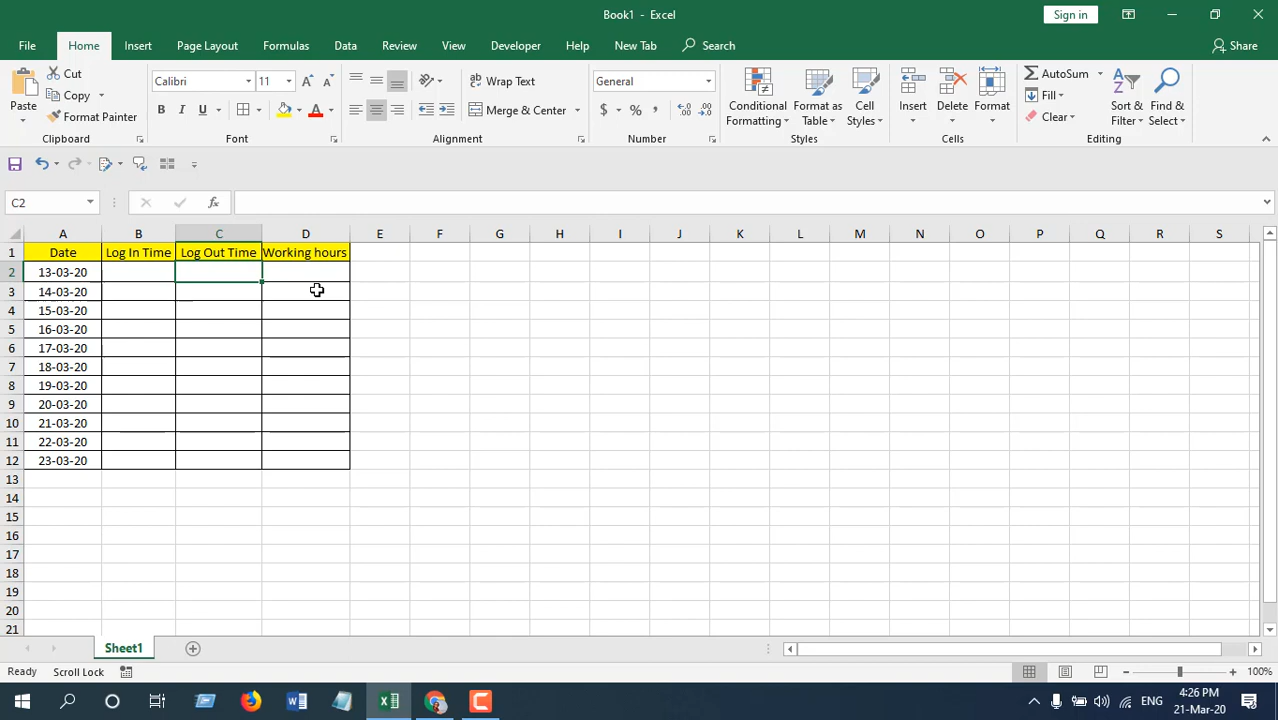 Book1 - Excel
Sign in
File Home Insert Page Layout Formulas Data Review View Developer Help New Tab Search Share
Paste
Cut
Copy
Format Painter
Clipboard
Calibri 11
B I U
Font
Wrap Text
Merge & Center
Alignment
General
$ % ,
Number
Conditional Formatting
Format as Table
Cell Styles
Styles
Insert
Delete
Format
Cells
AutoSum
Fill
Clear
Sort & Filter
Find & Select
Editing
C2
fx
A B C D E F G H I J K L M N O P Q R S
1 Date Log In Time Log Out Time Working hours
2 13-03-20
3 14-03-20
4 15-03-20
5 16-03-20
6 17-03-20
7 18-03-20
8 19-03-20
9 20-03-20
10 21-03-20
11 22-03-20
12 23-03-20
13
14
15
16
17
18
19
20
21
Sheet1
Ready Scroll Lock 100%
ENG
4:26 PM
21-Mar-20